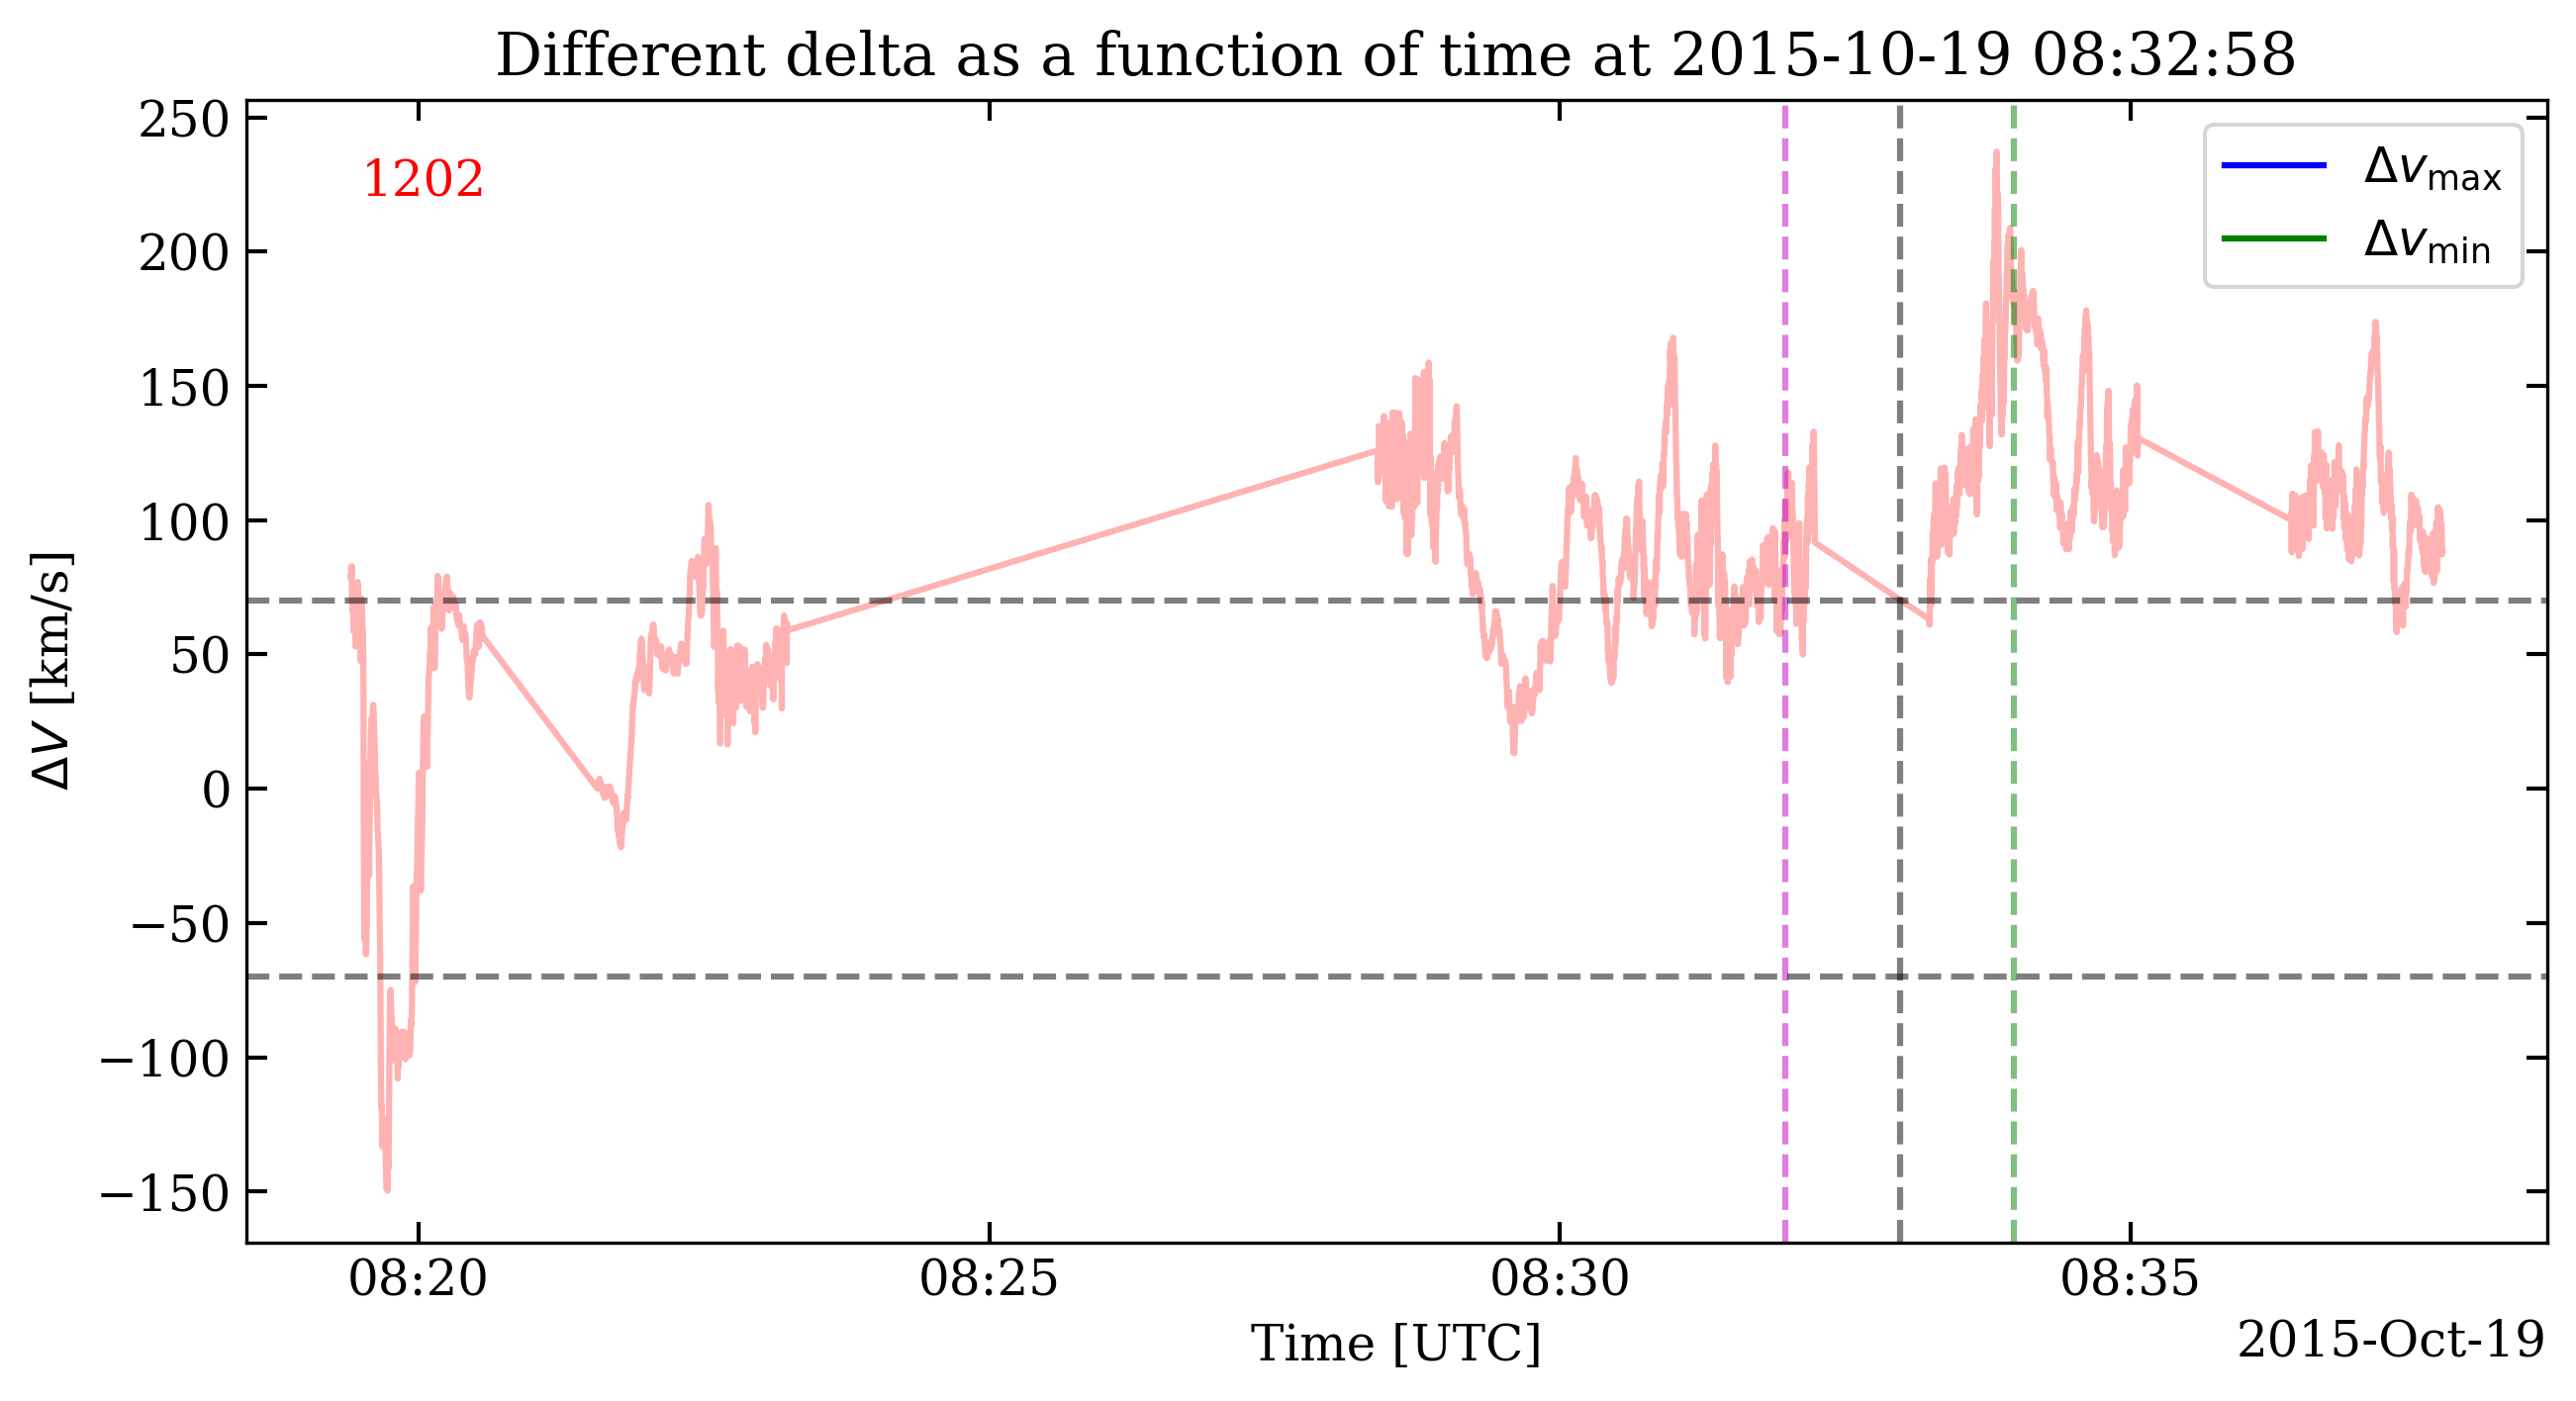 Different delta as a function of time at 2015-10-19 08:32:58
250
200
150
100
50
0
−50
−100
−150
ΔV [km/s]
1202
Δvmax
Δvmin
08:20
08:25
08:30
08:35
Time [UTC]
2015-Oct-19